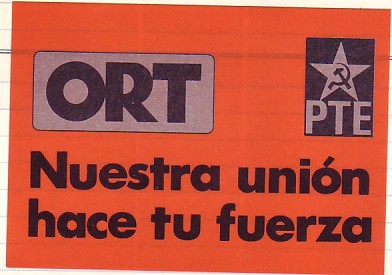 ORT
PTE
Nuestra unión
hace tu fuerza